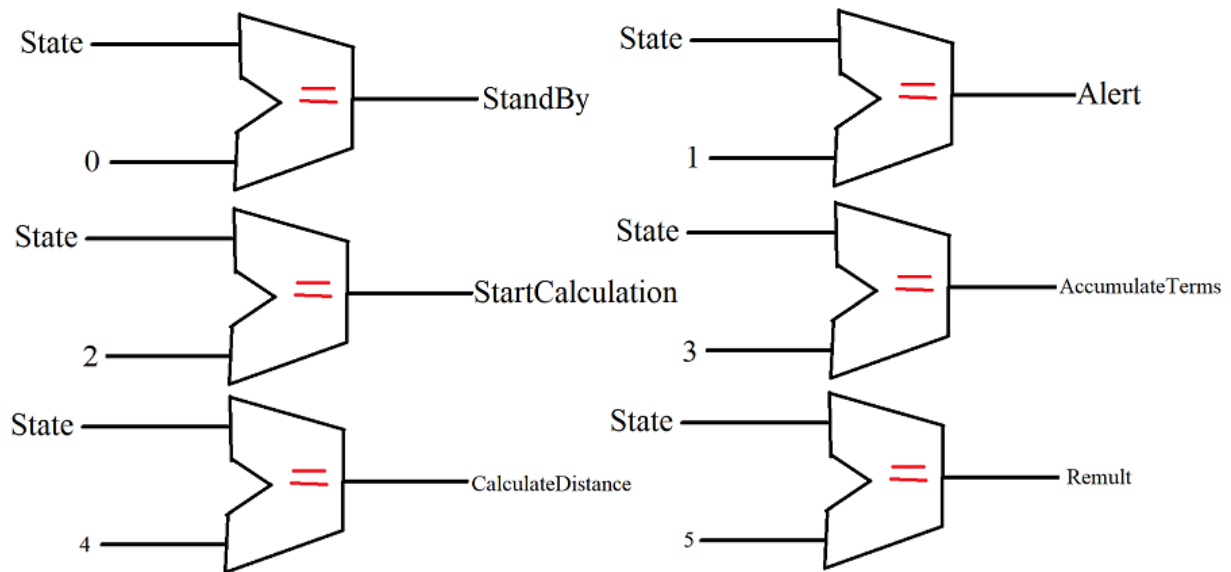 State
StandBy
0
State
Alert
1
State
StartCalculation
2
State
AccumulateTerms
3
State
CalculateDistance
4
State
Remult
5